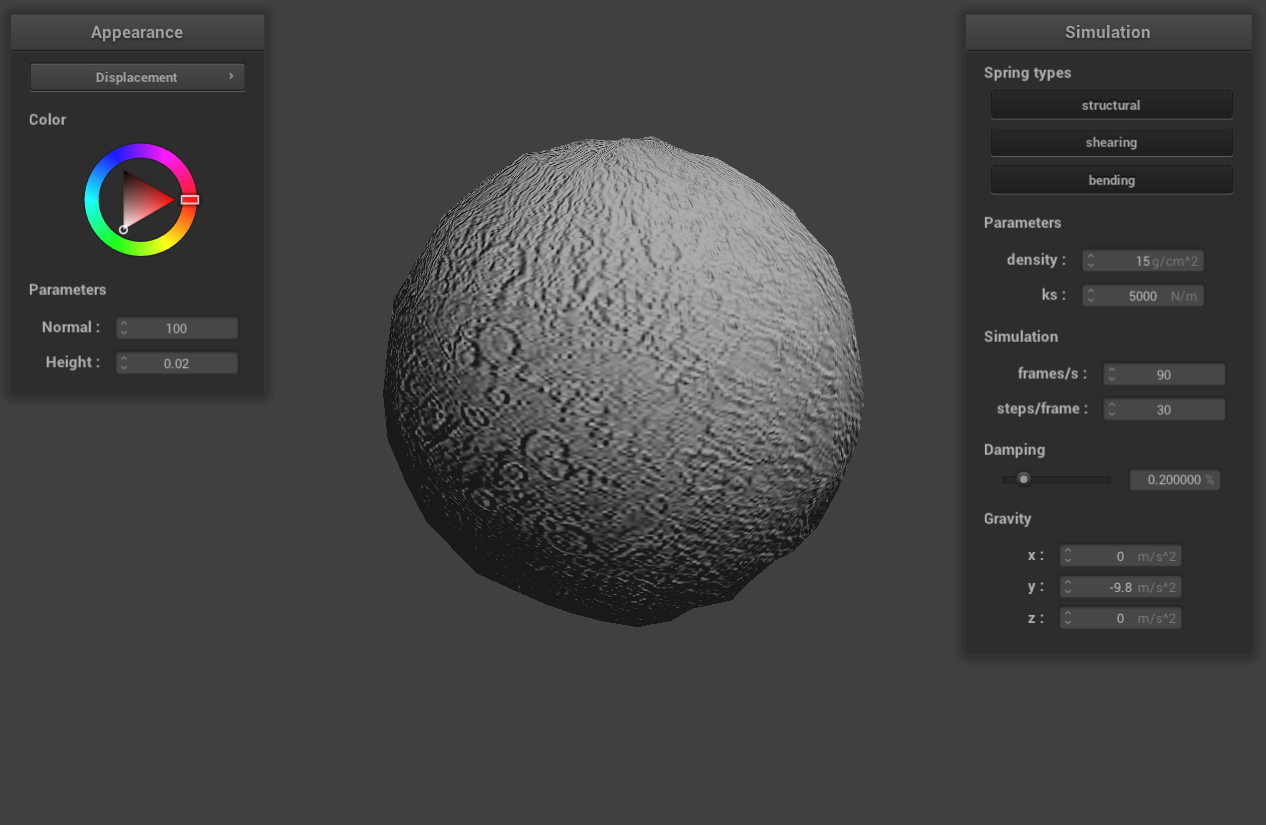 Appearance
Displacement ›
Color
Parameters
Normal : 100
Height : 0.02
Simulation
Spring types
structural
shearing
bending
Parameters
density : 15 g/cm^2
ks : 5000 N/m
Simulation
frames/s : 90
steps/frame : 30
Damping
0.200000 %
Gravity
x : 0 m/s^2
y : -9.8 m/s^2
z : 0 m/s^2